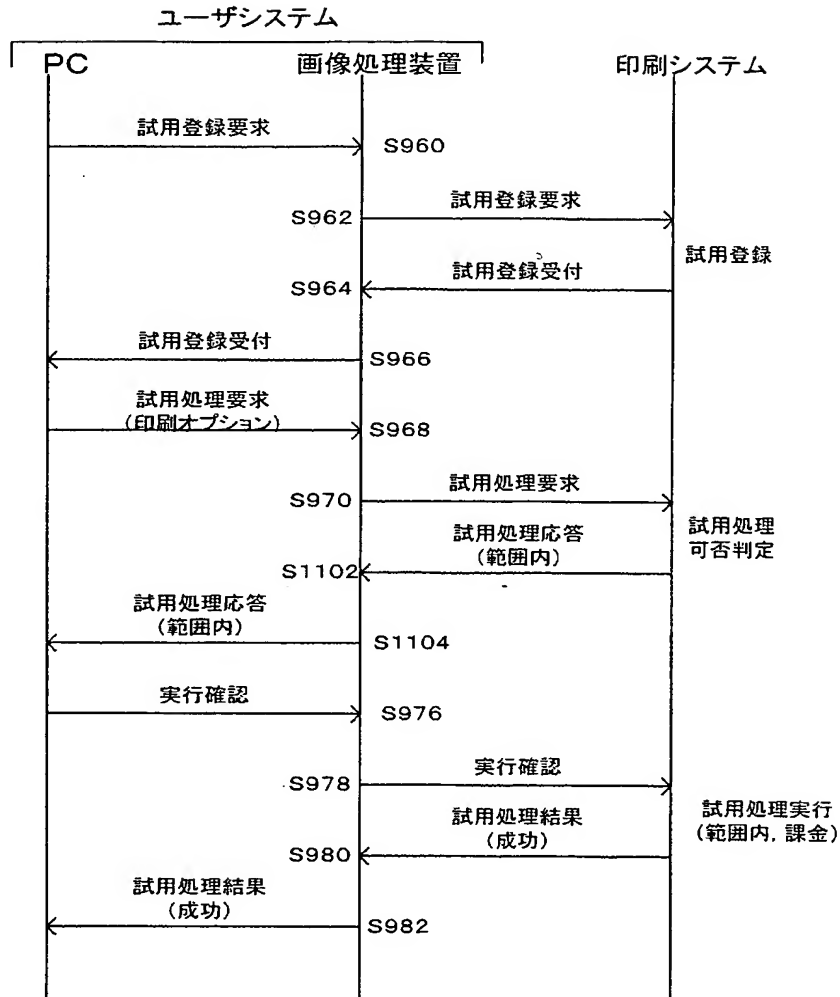 ユーザシステム
PC
画像処理装置
印刷システム
試用登録要求
S960
S962
試用登録要求
試用登録
S964
試用登録受付
試用登録受付
S966
試用処理要求
(印刷オプション)
S968
S970
試用処理要求
試用処理
可否判定
試用処理応答
(範囲内)
S1102
試用処理応答
(範囲内)
S1104
実行確認
S976
S978
実行確認
試用処理実行
(範囲内,課金)
試用処理結果
(成功)
S980
試用処理結果
(成功)
S982